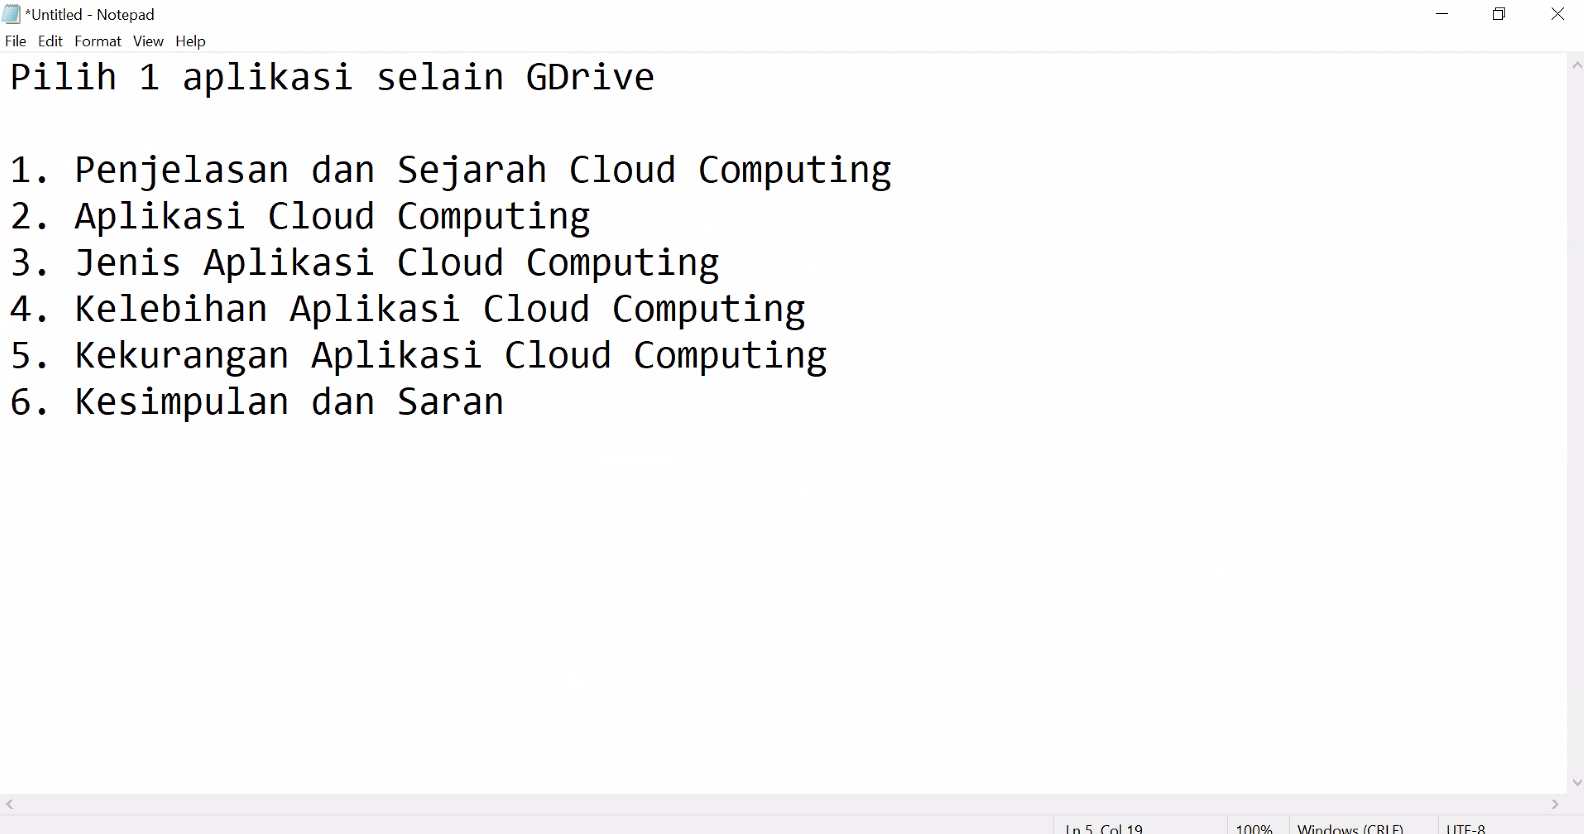 *Untitled - Notepad
File Edit Format View Help
Pilih 1 aplikasi selain GDrive
1. Penjelasan dan Sejarah Cloud Computing
2. Aplikasi Cloud Computing
3. Jenis Aplikasi Cloud Computing
4. Kelebihan Aplikasi Cloud Computing
5. Kekurangan Aplikasi Cloud Computing
6. Kesimpulan dan Saran
Ln 5, Col 19 100% Windows (CRLF) UTF-8